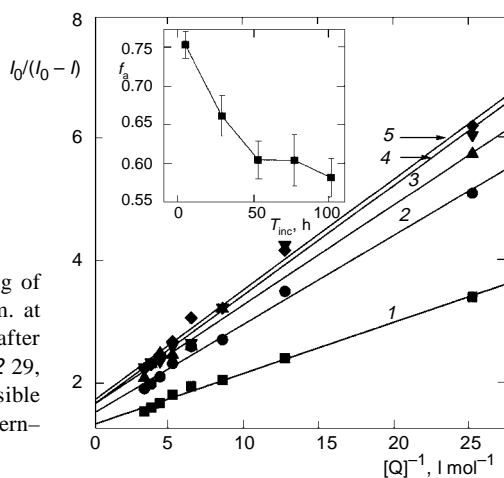 I0/(I0 – I)
8
6
4
2
0.75
fa
0.70
0.65
0.60
0.55
0
50
100
Tinc, h
5
4
3
2
1
g of
m. at
after
2 29,
sible
ern–
0
5
10
15
20
25
[Q]–1, l mol–1